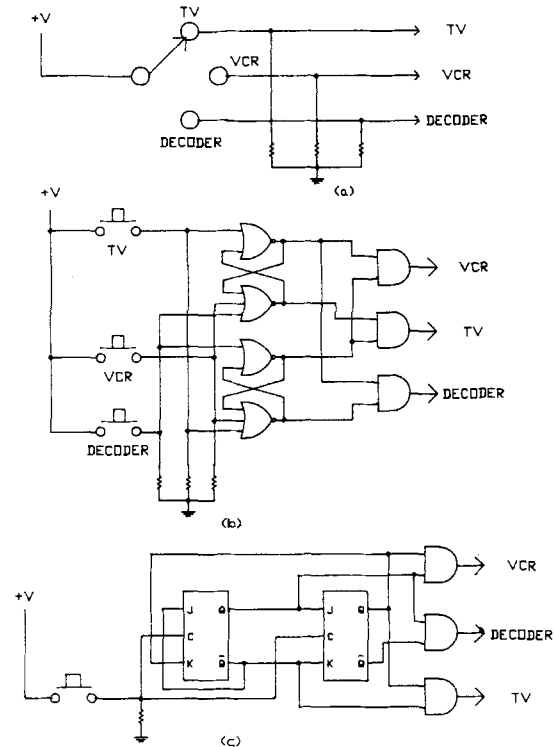 TV
+V
TV
VCR
VCR
DECODER
DECODER
(a)
+V
TV
VCR
TV
VCR
DECODER
DECODER
(b)
VCR
J Q J Q
+V
C C
DECODER
K Q̅ K Q̅
TV
(c)